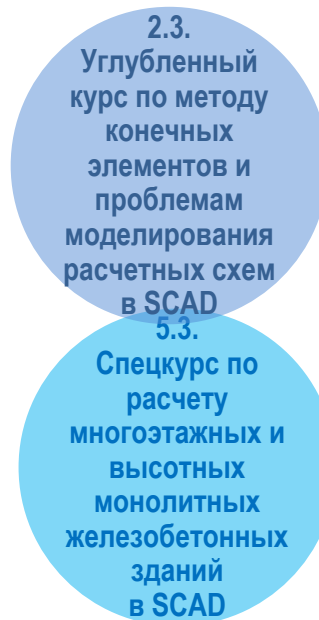 2.3.
Углубленный
курс по методу
конечных
элементов и
проблемам
моделирования
расчетных схем
в SCAD
5.3.
Спецкурс по
расчету
многоэтажных и
высотных
монолитных
железобетонных
зданий
в SCAD